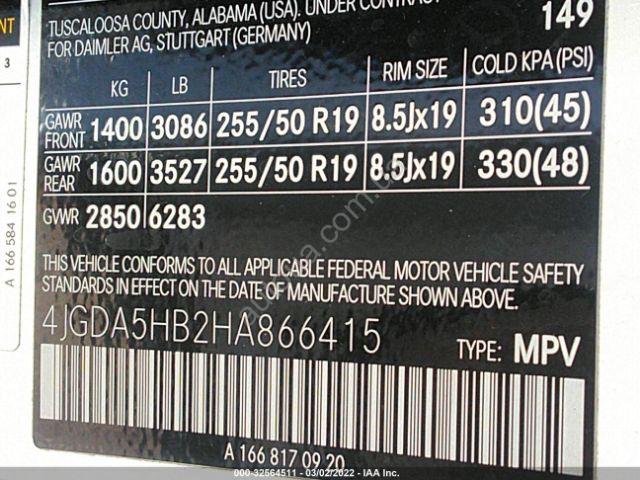 TUSCALOOSA COUNTY, ALABAMA (USA). UNDER CONTRACT
FOR DAIMLER AG, STUTTGART (GERMANY)
149
3
KG LB TIRES RIM SIZE COLD KPA(PSI)
GAWR FRONT 1400 3086 255/50 R19 8.5Jx19 310(45)
GAWR REAR 1600 3527 255/50 R19 8.5Jx19 330(48)
GVWR 2850 6283
THIS VEHICLE CONFORMS TO ALL APPLICABLE FEDERAL MOTOR VEHICLE SAFETY
STANDARDS IN EFFECT ON THE DATE OF MANUFACTURE SHOWN ABOVE.
4JGDA5HB2HA866415
TYPE: MPV
A 166 817 09 20
A 166 584 16 01
000-32564511 - 03/02/2022 - IAA Inc.